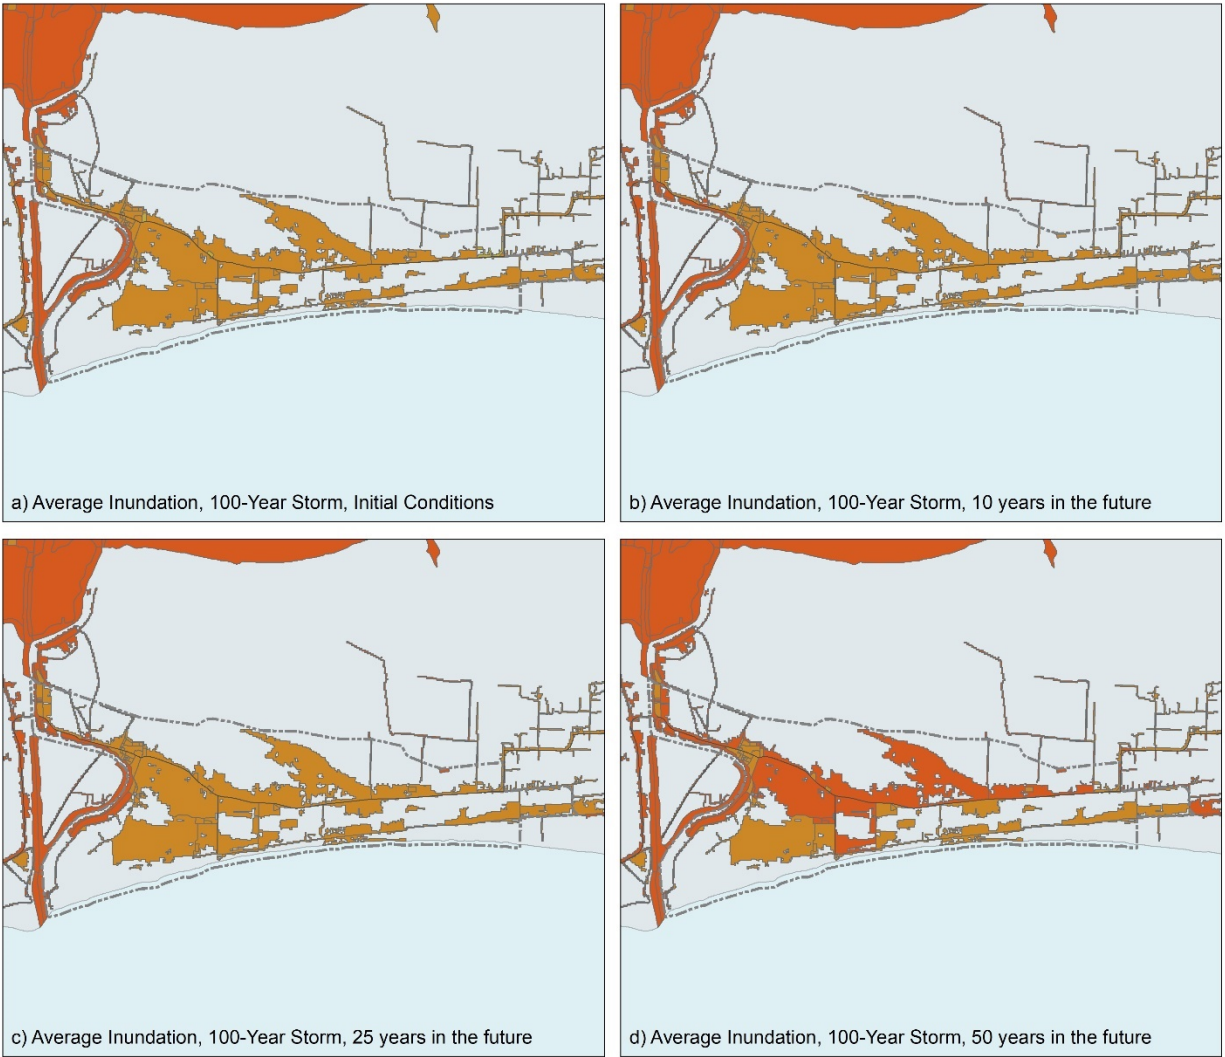 a) Average Inundation, 100-Year Storm, Initial Conditions
b) Average Inundation, 100-Year Storm, 10 years in the future
c) Average Inundation, 100-Year Storm, 25 years in the future
d) Average Inundation, 100-Year Storm, 50 years in the future